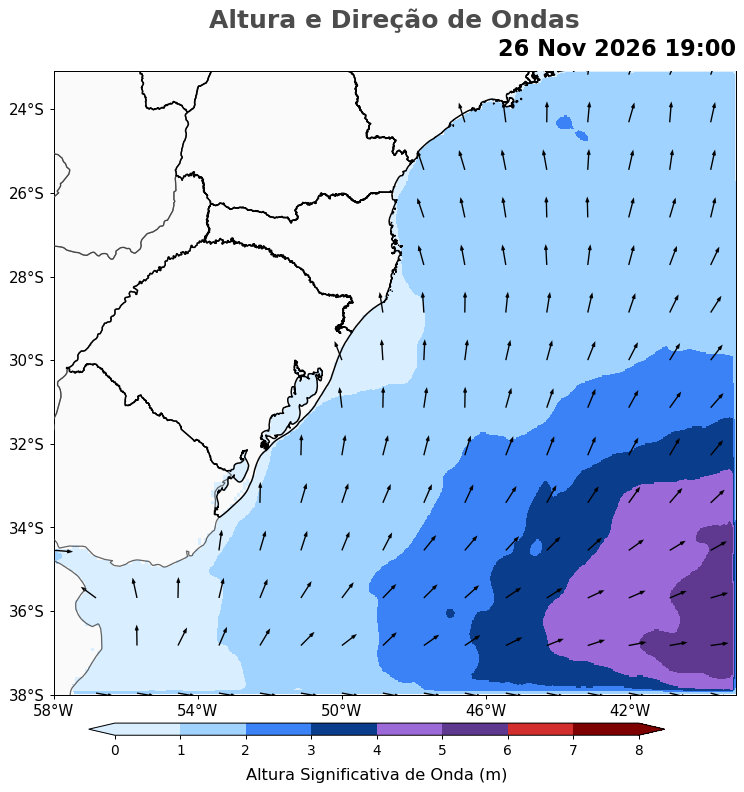 Altura e Direção de Ondas
26 Nov 2026 19:00
24°S
26°S
28°S
30°S
32°S
34°S
36°S
38°S
58°W 54°W 50°W 46°W 42°W
0 1 2 3 4 5 6 7 8
Altura Significativa de Onda (m)